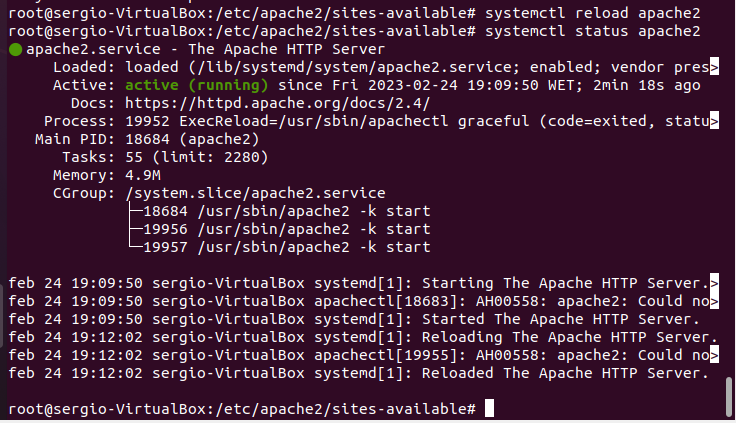 root@sergio-VirtualBox:/etc/apache2/sites-available# systemctl reload apache2
root@sergio-VirtualBox:/etc/apache2/sites-available# systemctl status apache2
● apache2.service - The Apache HTTP Server
     Loaded: loaded (/lib/systemd/system/apache2.service; enabled; vendor pres>
     Active: active (running) since Fri 2023-02-24 19:09:50 WET; 2min 18s ago
       Docs: https://httpd.apache.org/docs/2.4/
    Process: 19952 ExecReload=/usr/sbin/apachectl graceful (code=exited, statu>
   Main PID: 18684 (apache2)
      Tasks: 55 (limit: 2280)
     Memory: 4.9M
     CGroup: /system.slice/apache2.service
             ├─18684 /usr/sbin/apache2 -k start
             ├─19956 /usr/sbin/apache2 -k start
             └─19957 /usr/sbin/apache2 -k start

feb 24 19:09:50 sergio-VirtualBox systemd[1]: Starting The Apache HTTP Server.>
feb 24 19:09:50 sergio-VirtualBox apachectl[18683]: AH00558: apache2: Could no>
feb 24 19:09:50 sergio-VirtualBox systemd[1]: Started The Apache HTTP Server.
feb 24 19:12:02 sergio-VirtualBox systemd[1]: Reloading The Apache HTTP Server.
feb 24 19:12:02 sergio-VirtualBox apachectl[19955]: AH00558: apache2: Could no>
feb 24 19:12:02 sergio-VirtualBox systemd[1]: Reloaded The Apache HTTP Server.

root@sergio-VirtualBox:/etc/apache2/sites-available#